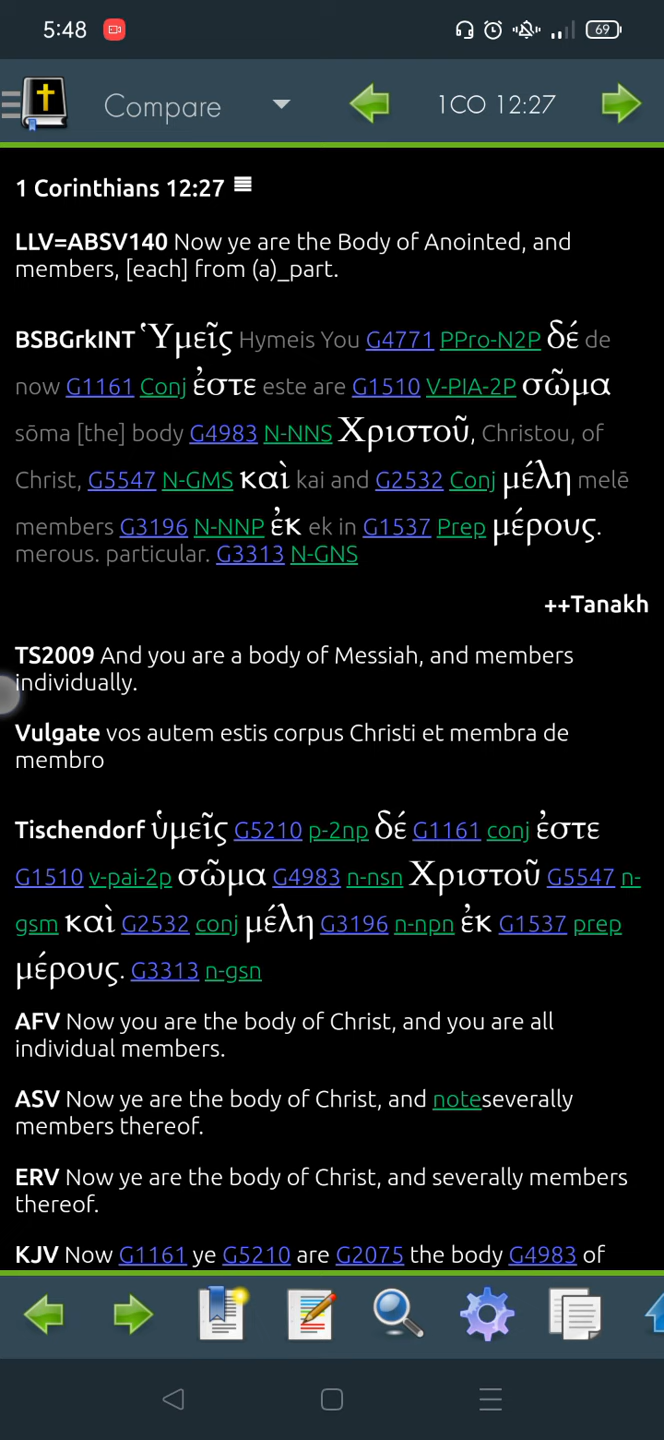 5:48
69
Compare
1CO 12:27
1 Corinthians 12:27
LLV=ABSV140 Now ye are the Body of Anointed, and
members, [each] from (a)_part.
BSBGrkINT Ὑμεῖς Hymeis You G4771 PPro-N2P δέ de
now G1161 Conj ἐστε este are G1510 V-PIA-2P σῶμα
sōma [the] body G4983 N-NNS Χριστοῦ, Christou, of
Christ, G5547 N-GMS καὶ kai and G2532 Conj μέλη melē
members G3196 N-NNP ἐκ ek in G1537 Prep μέρους.
merous. particular. G3313 N-GNS
++Tanakh
TS2009 And you are a body of Messiah, and members
individually.
Vulgate vos autem estis corpus Christi et membra de
membro
Tischendorf ὑμεῖς G5210 p-2np δέ G1161 conj ἐστε
G1510 v-pai-2p σῶμα G4983 n-nsn Χριστοῦ G5547 n-
gsm καὶ G2532 conj μέλη G3196 n-npn ἐκ G1537 prep
μέρους. G3313 n-gsn
AFV Now you are the body of Christ, and you are all
individual members.
ASV Now ye are the body of Christ, and noteseverally
members thereof.
ERV Now ye are the body of Christ, and severally members
thereof.
KJV Now G1161 ye G5210 are G2075 the body G4983 of